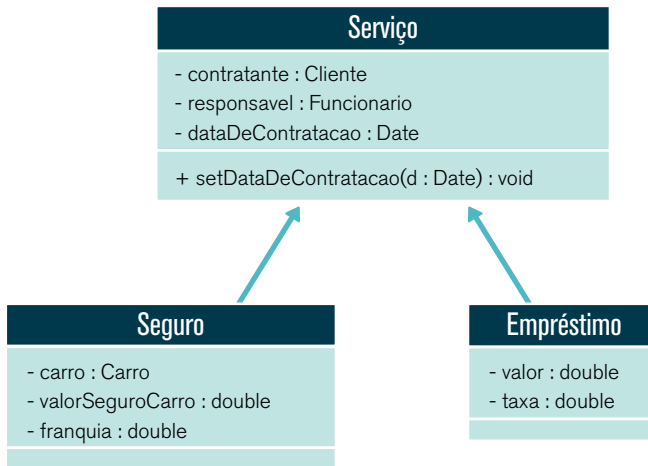 Serviço
- contratante : Cliente
- responsavel : Funcionario
- dataDeContratacao : Date
+ setDataDeContratacao(d : Date) : void
Seguro
- carro : Carro
- valorSeguroCarro : double
- franquia : double
Empréstimo
- valor : double
- taxa : double